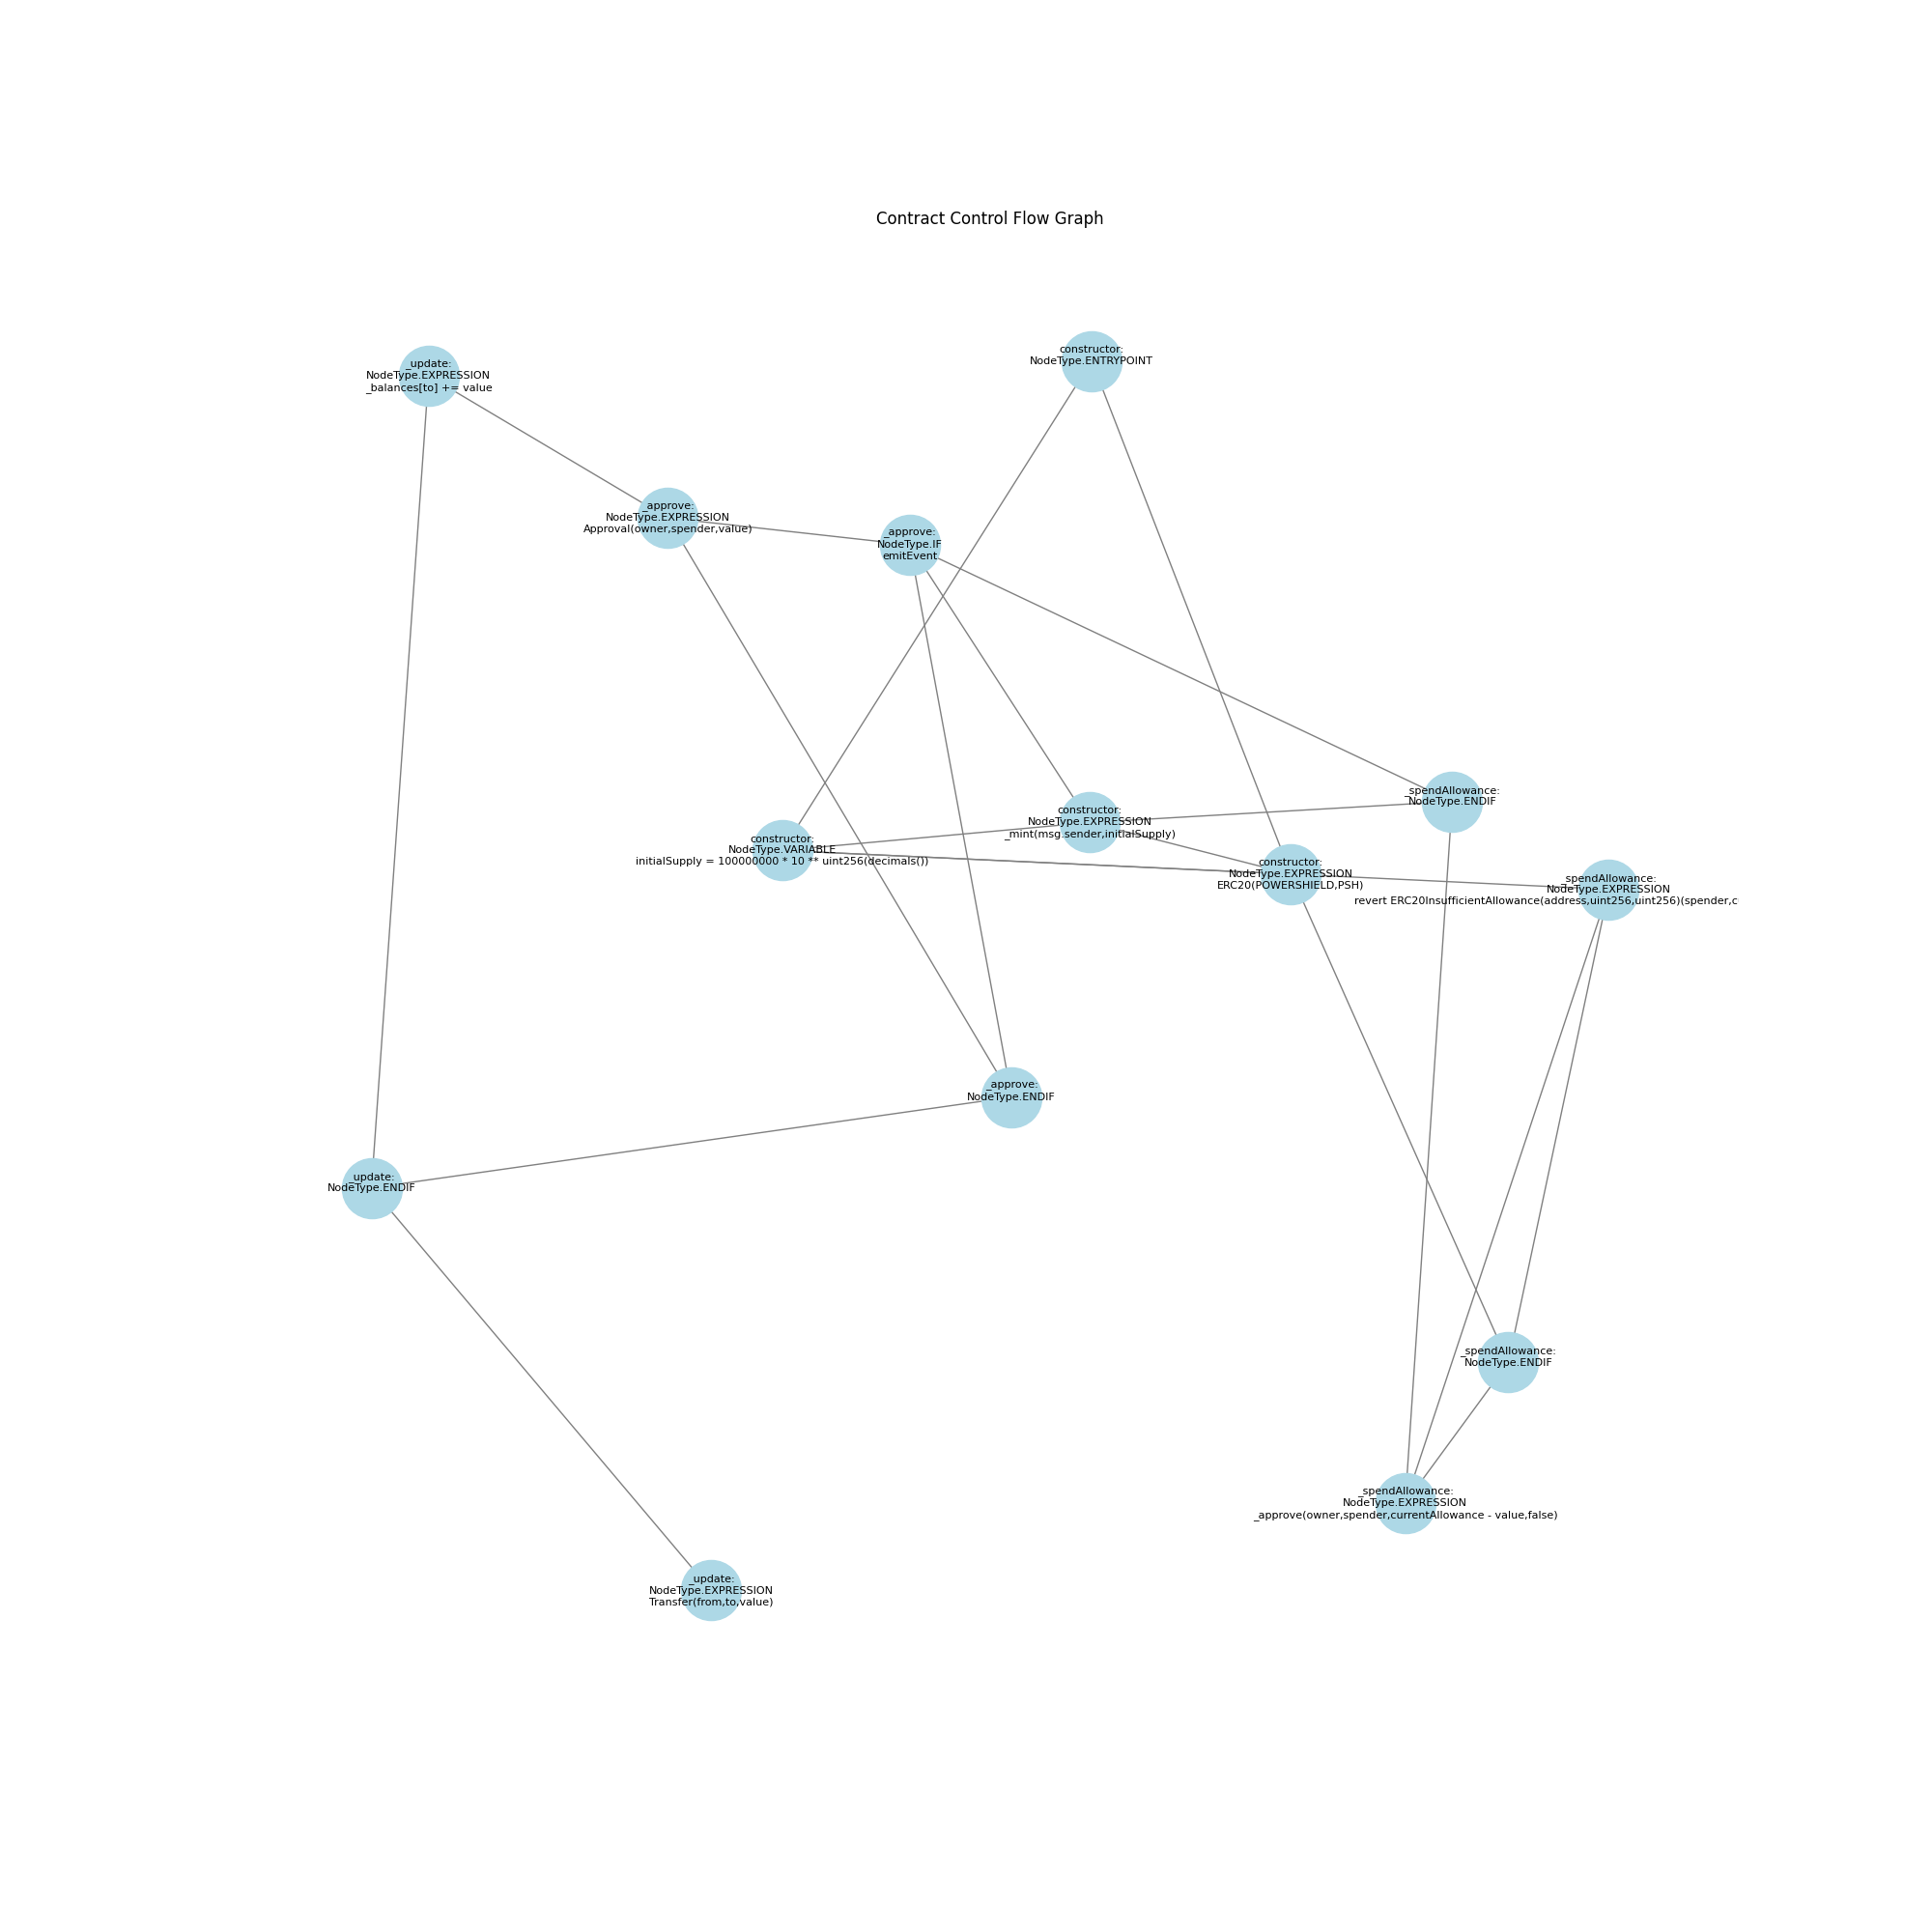 Contract Control Flow Graph
constructor:
NodeType.ENTRYPOINT
_update:
NodeType.EXPRESSION
_balances[to] += value
_approve:
NodeType.EXPRESSION
Approval(owner,spender,value)
_approve:
NodeType.IF
emitEvent
_spendAllowance:
NodeType.ENDIF
constructor:
NodeType.EXPRESSION
_mint(msg.sender,initialSupply)
constructor:
NodeType.VARIABLE
initialSupply = 100000000 * 10 ** uint256(decimals())
constructor:
NodeType.EXPRESSION
ERC20(POWERSHIELD,PSH)
_spendAllowance:
NodeType.EXPRESSION
revert ERC20InsufficientAllowance(address,uint256,uint256)(spender,c
_approve:
NodeType.ENDIF
_update:
NodeType.ENDIF
_spendAllowance:
NodeType.ENDIF
_spendAllowance:
NodeType.EXPRESSION
_approve(owner,spender,currentAllowance - value,false)
_update:
NodeType.EXPRESSION
Transfer(from,to,value)